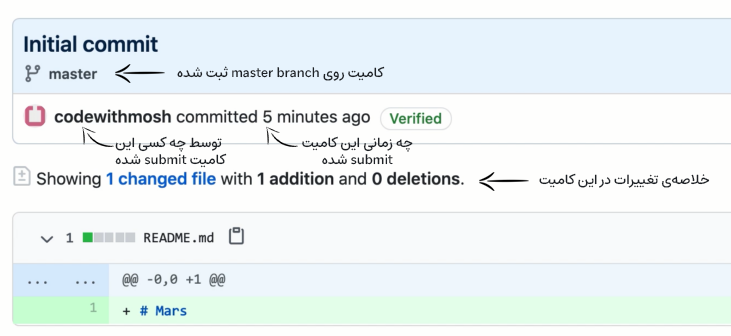 Initial commit
master
کامیت روی master branch ثبت شده
codewithmosh committed 5 minutes ago Verified
توسط چه کسی این
کامیت submit شده
چه زمانی این کامیت
submit شده
Showing 1 changed file with 1 addition and 0 deletions.
خلاصه‌ی تغییرات در این کامیت
1 README.md
... ... @@ -0,0 +1 @@
1 + # Mars